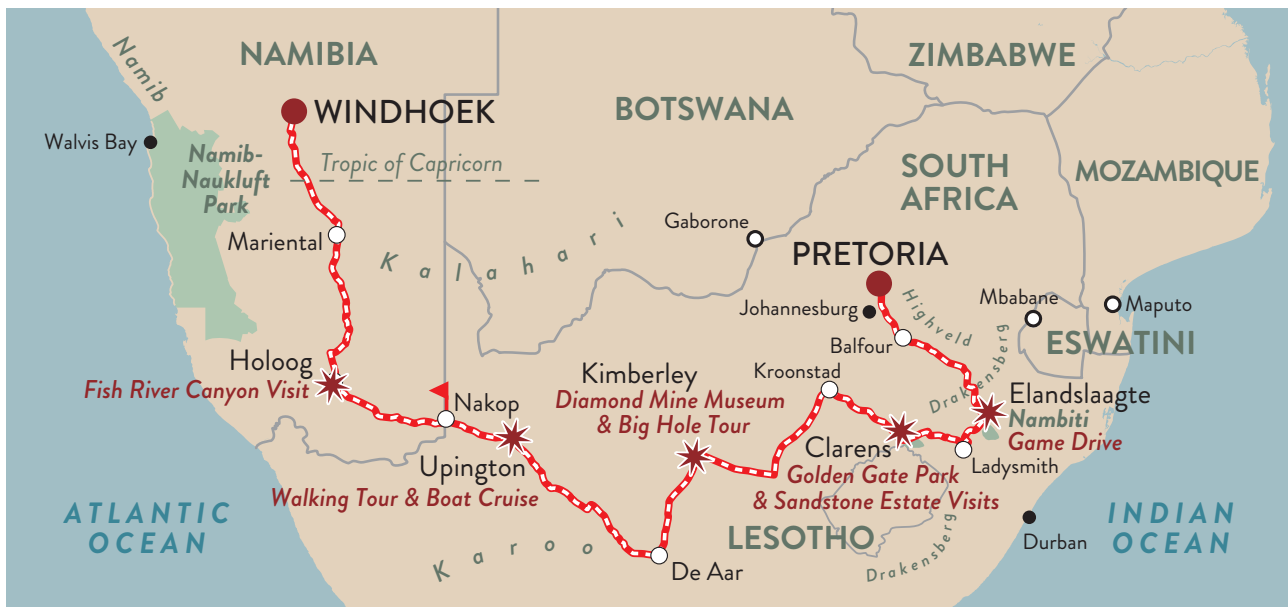 NAMIBIA
ZIMBABWE
Namib
WINDHOEK
BOTSWANA
Walvis Bay
Namib-
Naukluft
Park
Tropic of Capricorn
SOUTH
AFRICA
MOZAMBIQUE
Mariental
Kalahari
Gaborone
PRETORIA
Johannesburg
Highveld
Mbabane
Maputo
Balfour
ESWATINI
Holoog
Fish River Canyon Visit
Kimberley
Diamond Mine Museum
& Big Hole Tour
Kroonstad
Drakensberg
Elandslaagte
Nambiti
Game Drive
Nakop
Upington
Walking Tour & Boat Cruise
Clarens
Golden Gate Park
& Sandstone Estate Visits
Ladysmith
ATLANTIC
OCEAN
Karoo
De Aar
LESOTHO
Drakensberg
Durban
INDIAN
OCEAN